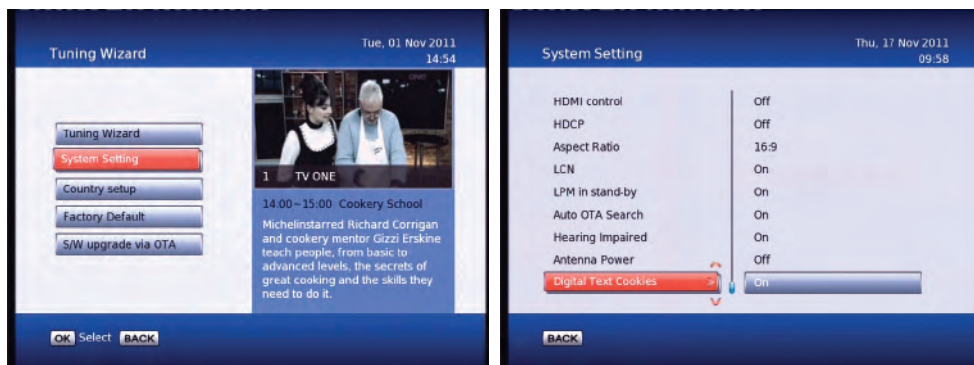 Tuning Wizard
Tue, 01 Nov 2011
14:54
Tuning Wizard
System Setting
Country setup
Factory Default
S/W upgrade via OTA
1 TV ONE
14:00~15:00 Cookery School
Michelinstarred Richard Corrigan
and cookery mentor Gizzi Erskine
teach people, from basic to
advanced levels, the secrets of
great cooking and the skills they
need to do it.
OK Select BACK
System Setting
Thu, 17 Nov 2011
09:58
HDMI control Off
HDCP Off
Aspect Ratio 16:9
LCN On
LPM in stand-by On
Auto OTA Search On
Hearing Impaired On
Antenna Power Off
Digital Text Cookies On
BACK